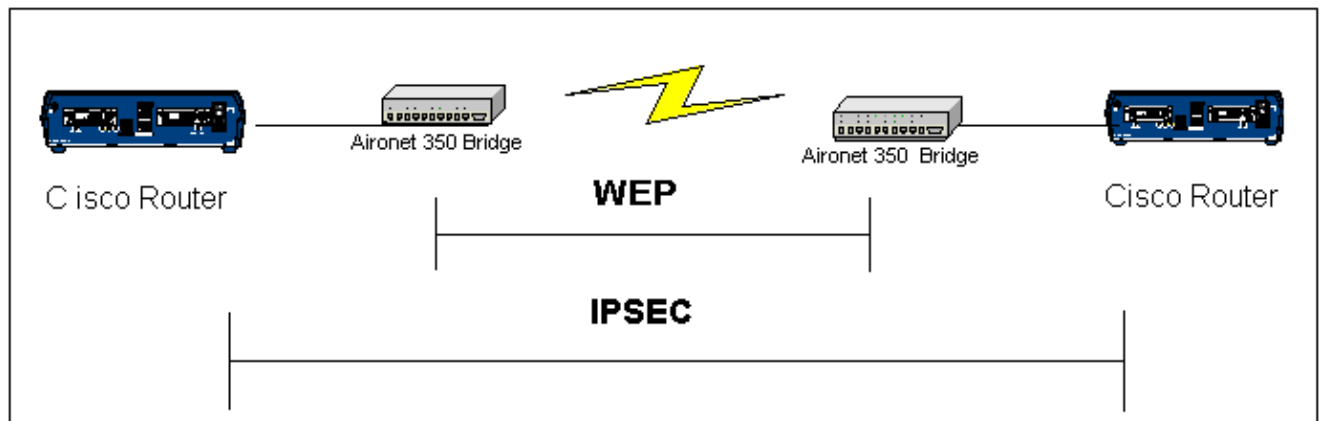 Aironet 350 Bridge
Aironet 350 Bridge
C isco Router
WEP
Cisco Router
IPSEC